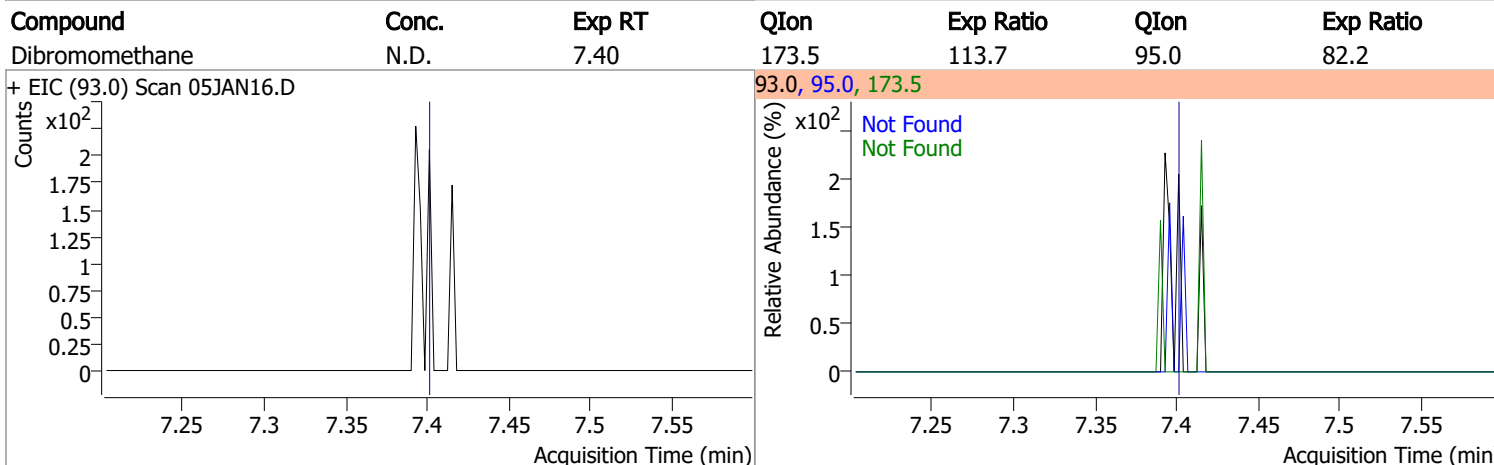 Compound Conc. Exp RT QIon Exp Ratio QIon Exp Ratio
Dibromomethane N.D. 7.40 173.5 113.7 95.0 82.2
+ EIC (93.0) Scan 05JAN16.D
Counts
x10²
2
1.75
1.5
1.25
1
0.75
0.5
0.25
0
7.25 7.3 7.35 7.4 7.45 7.5 7.55
Acquisition Time (min)
93.0, 95.0, 173.5
Relative Abundance (%)
x10²
Not Found
Not Found
2
1.5
1
0.5
0
7.25 7.3 7.35 7.4 7.45 7.5 7.55
Acquisition Time (min